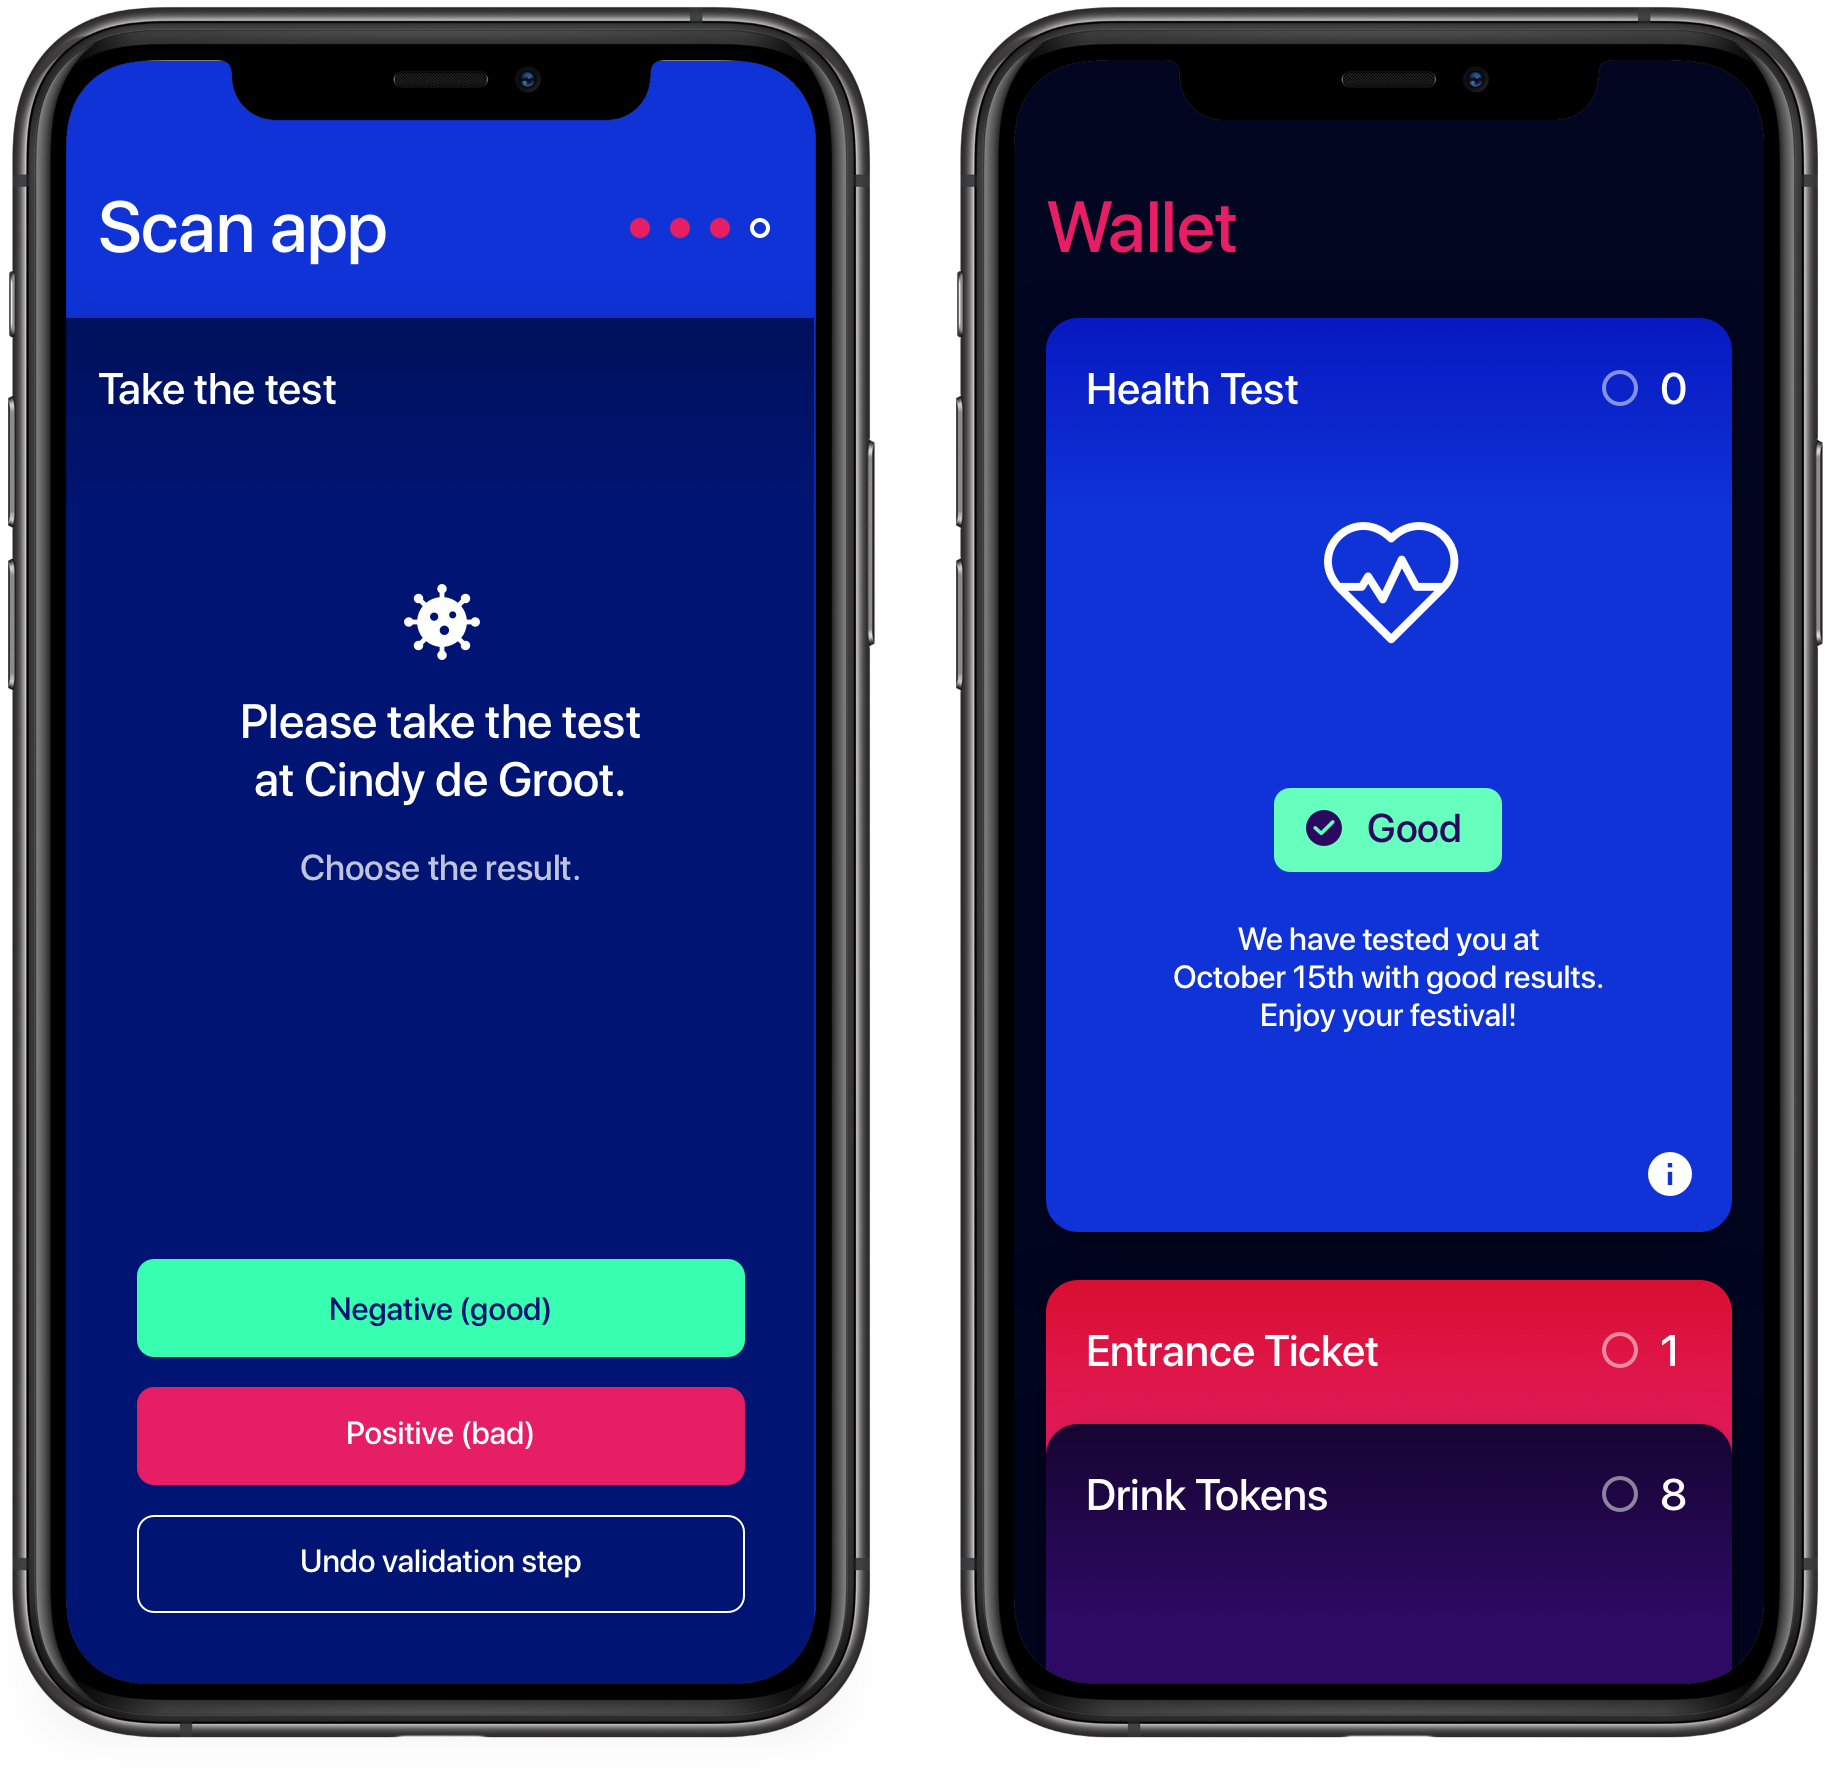 Scan app
Take the test
Please take the test
at Cindy de Groot.
Choose the result.
Negative (good)
Positive (bad)
Undo validation step
Wallet
Health Test 0
Good
We have tested you at
October 15th with good results.
Enjoy your festival!
i
Entrance Ticket 1
Drink Tokens 8